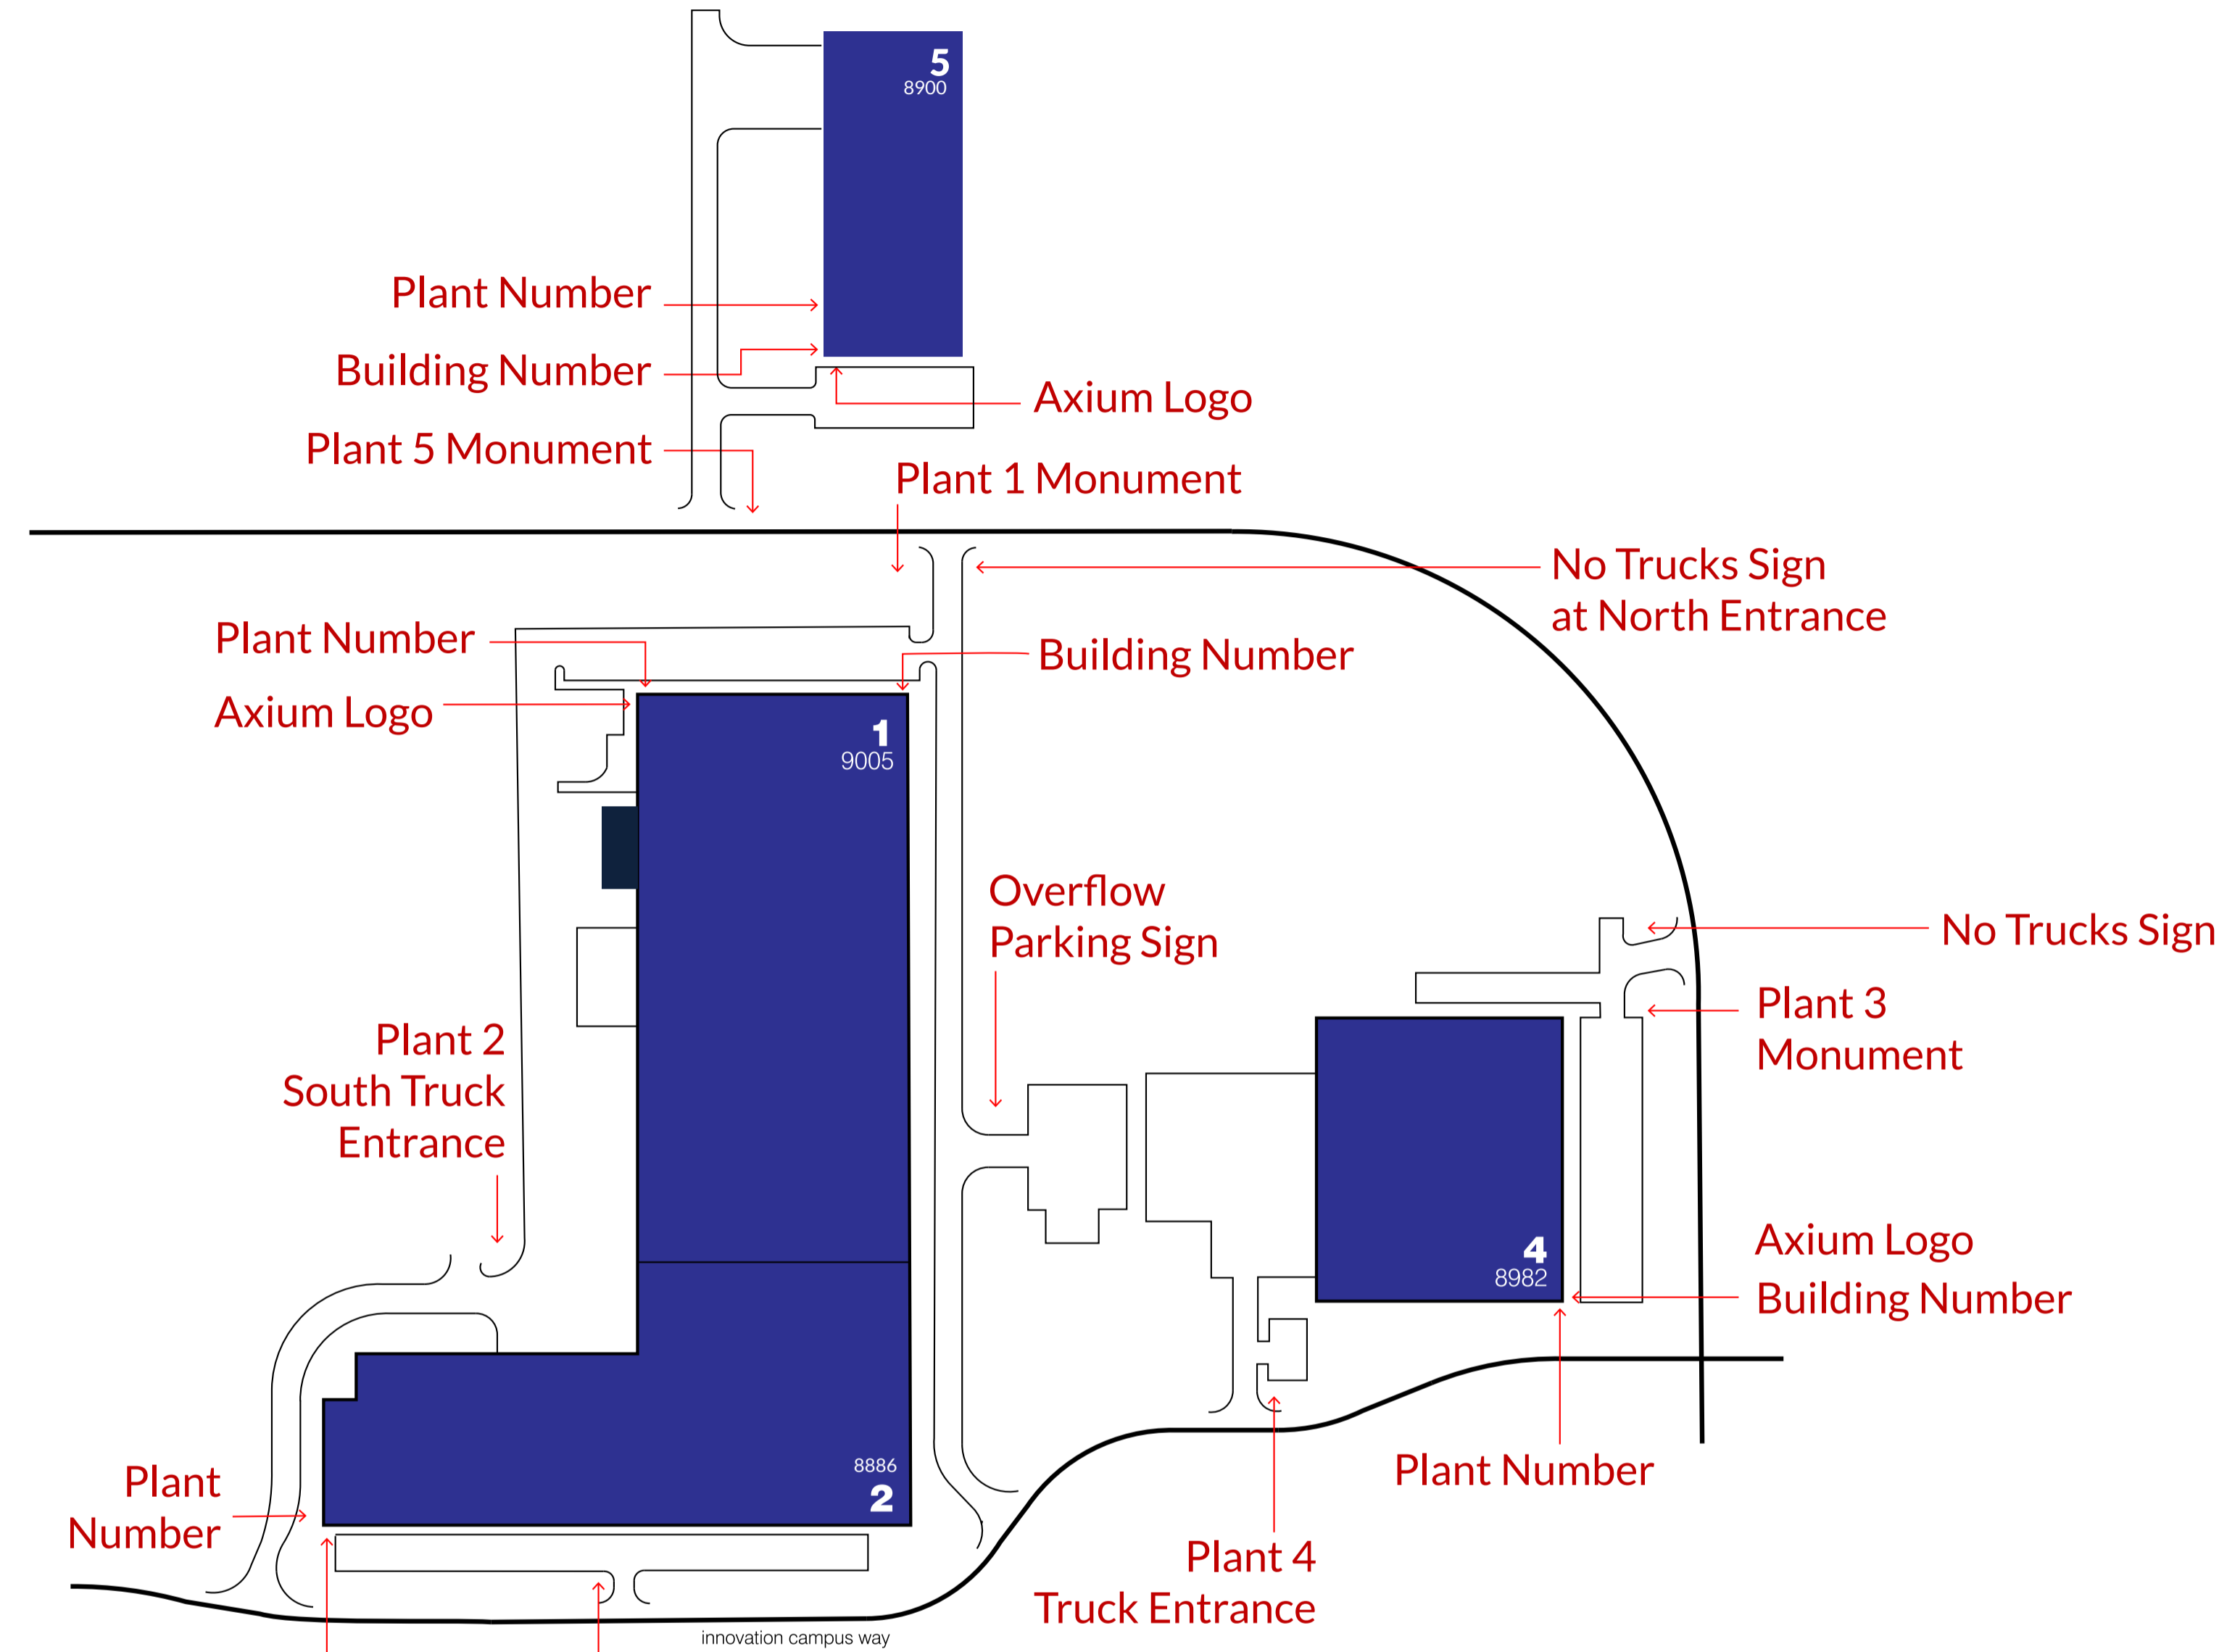 5
8900
Plant Number
Building Number
Axium Logo
Plant 5 Monument
Plant 1 Monument
No Trucks Sign
at North Entrance
Plant Number
Building Number
Axium Logo
1
9005
Overflow
Parking Sign
No Trucks Sign
Plant 3
Monument
Plant 2
South Truck
Entrance
Axium Logo
Building Number
4
8982
Plant Number
8886
2
Plant
Number
Plant 4
Truck Entrance
innovation campus way